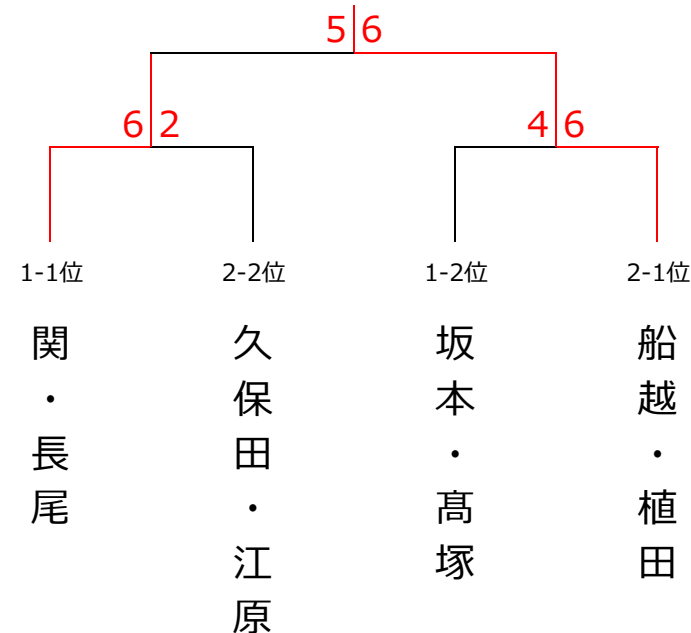 5 6
6 2
4 6
1-1位
2-2位
1-2位
2-1位
関・長尾
久保田・江原
坂本・髙塚
船越・植田